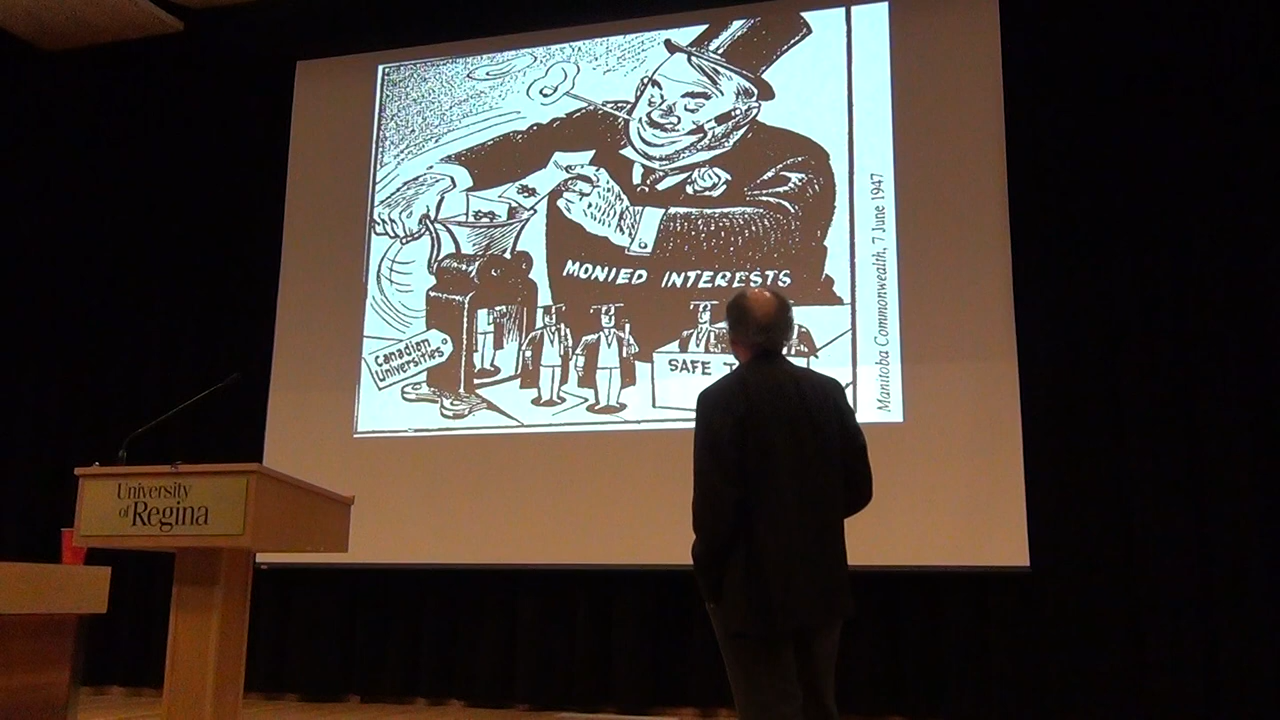 MONIED INTERESTS
Canadian
Universities
SAFE
Manitoba Commonwealth, 7 June 1947
University
of Regina